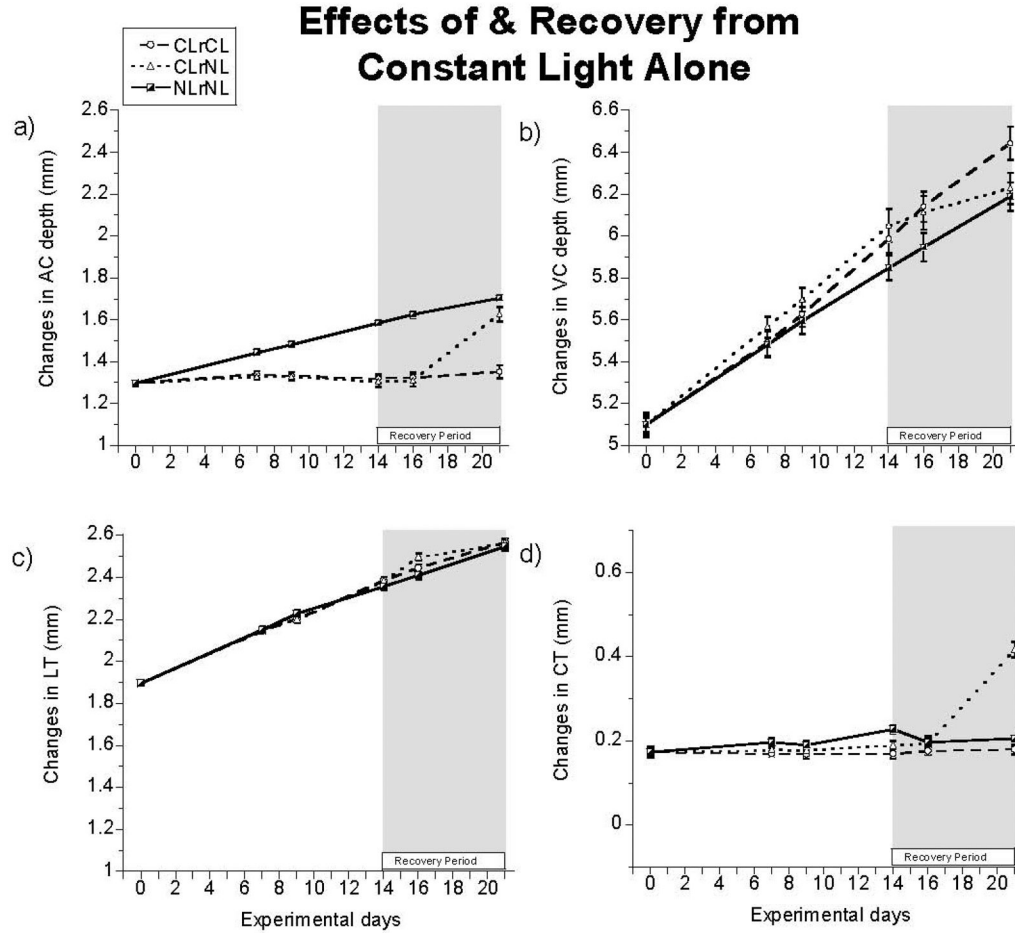 Effects of & Recovery from
Constant Light Alone
CLrCL
CLrNL
NLrNL
a)
Changes in AC depth (mm)
2.6
2.4
2.2
2
1.8
1.6
1.4
1.2
1
Recovery Period
0 2 4 6 8 10 12 14 16 18 20
b)
Changes in VC depth (mm)
6.4
6.2
6
5.8
5.6
5.4
5.2
5
Recovery Period
0 2 4 6 8 10 12 14 16 18 20
c)
Changes in LT (mm)
2.6
2.4
2.2
2
1.8
1.6
1.4
1.2
1
Recovery Period
0 2 4 6 8 10 12 14 16 18 20
Experimental days
d)
Changes in CT (mm)
0.6
0.4
0.2
0
Recovery Period
0 2 4 6 8 10 12 14 16 18 20
Experimental days